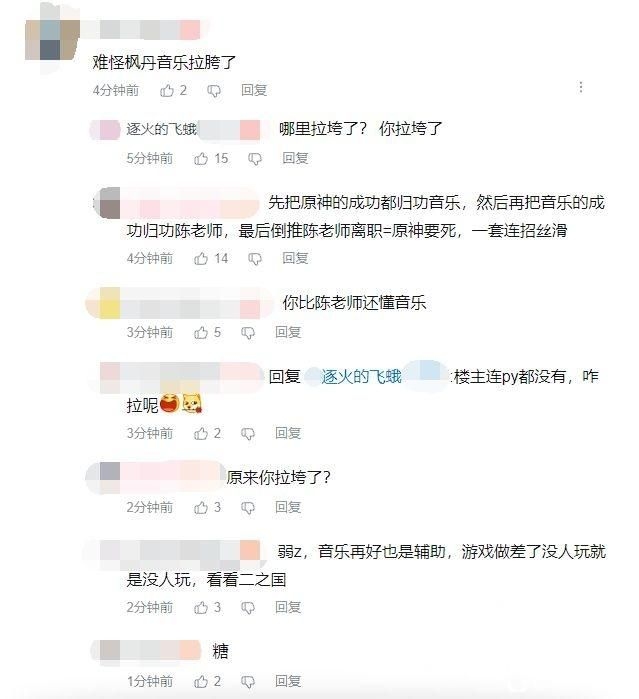 难怪枫丹音乐拉胯了
4分钟前 2 回复
逐火的飞蛾 哪里拉垮了? 你拉垮了
5分钟前 15 回复
先把原神的成功都归功音乐，然后再把音乐的成
功归功陈老师，最后倒推陈老师离职=原神要死，一套连招丝滑
4分钟前 14 回复
你比陈老师还懂音乐
3分钟前 5 回复
回复 逐火的飞蛾 :楼主连py都没有，咋
拉呢
3分钟前 2 回复
原来你拉垮了?
2分钟前 3 回复
弱z，音乐再好也是辅助，游戏做差了没人玩就
是没人玩，看看二之国
2分钟前 3 回复
糖
1分钟前 2 回复